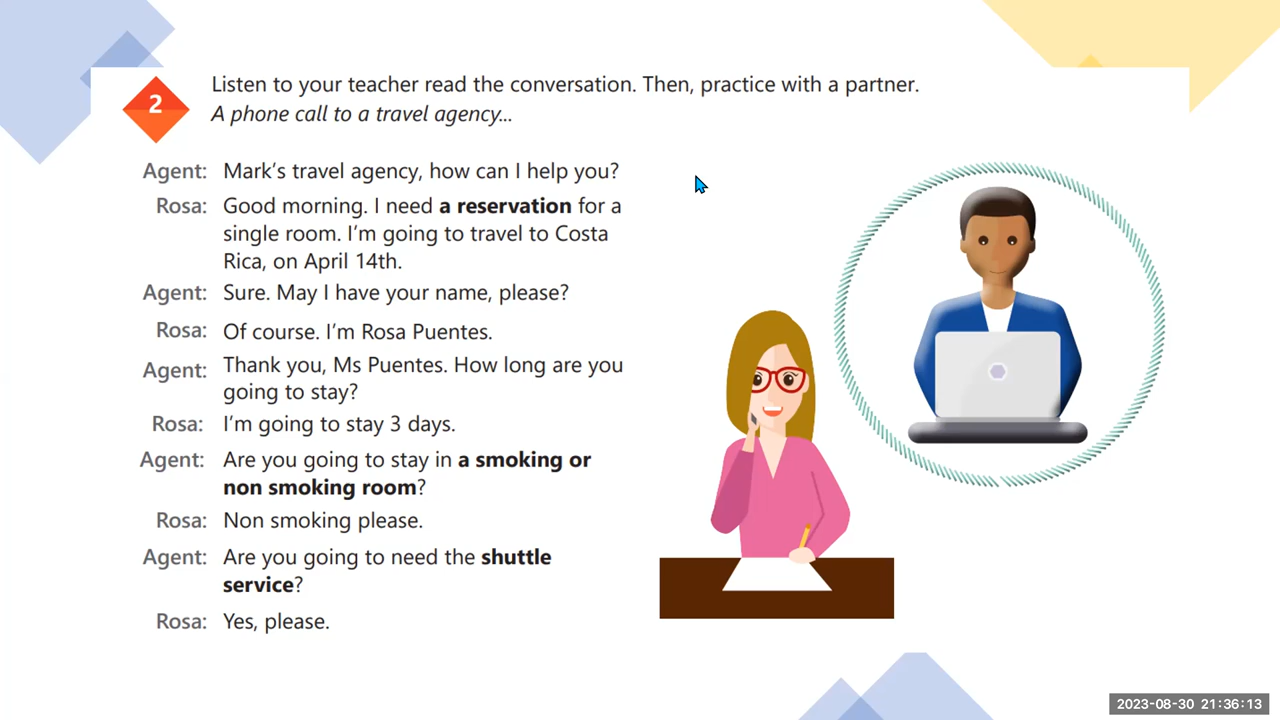 2
Listen to your teacher read the conversation. Then, practice with a partner.
A phone call to a travel agency...
Agent: Mark's travel agency, how can I help you?
Rosa: Good morning. I need a reservation for a
single room. I'm going to travel to Costa
Rica, on April 14th.
Agent: Sure. May I have your name, please?
Rosa: Of course. I'm Rosa Puentes.
Agent: Thank you, Ms Puentes. How long are you
going to stay?
Rosa: I'm going to stay 3 days.
Agent: Are you going to stay in a smoking or
non smoking room?
Rosa: Non smoking please.
Agent: Are you going to need the shuttle
service?
Rosa: Yes, please.
2023-08-30 21:36:13